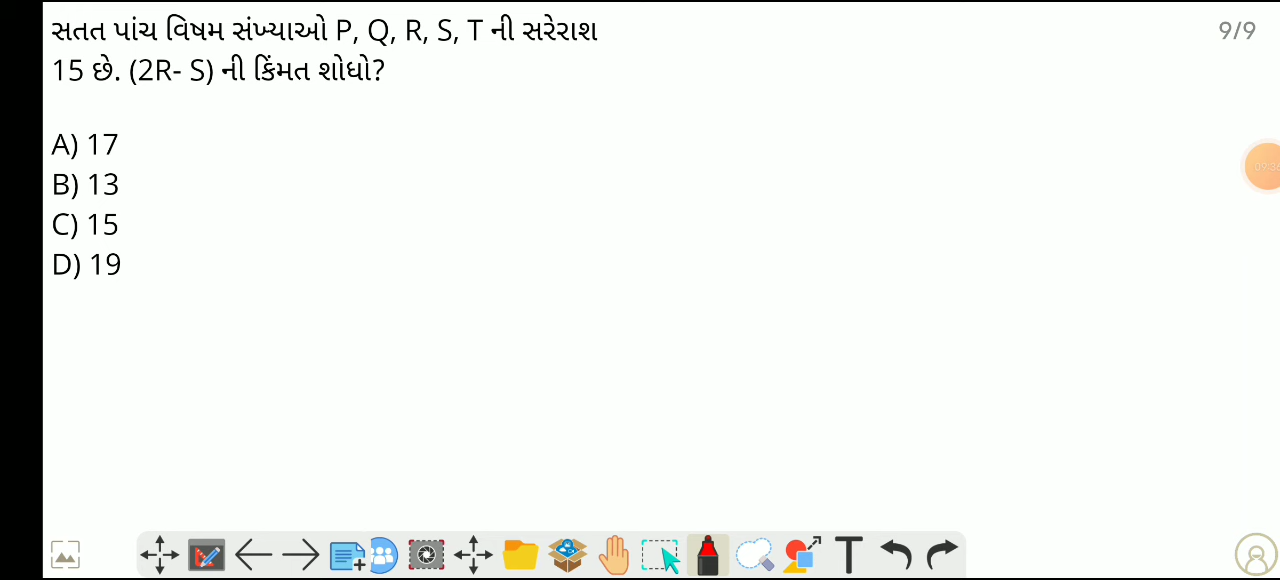 સતત પાંચ વિષમ સંખ્યાઓ P, Q, R, S, T ની સરેરાશ
9/9
15 છે. (2R- S) ની કિંમત શોધો?
A) 17
B) 13
C) 15
D) 19
T